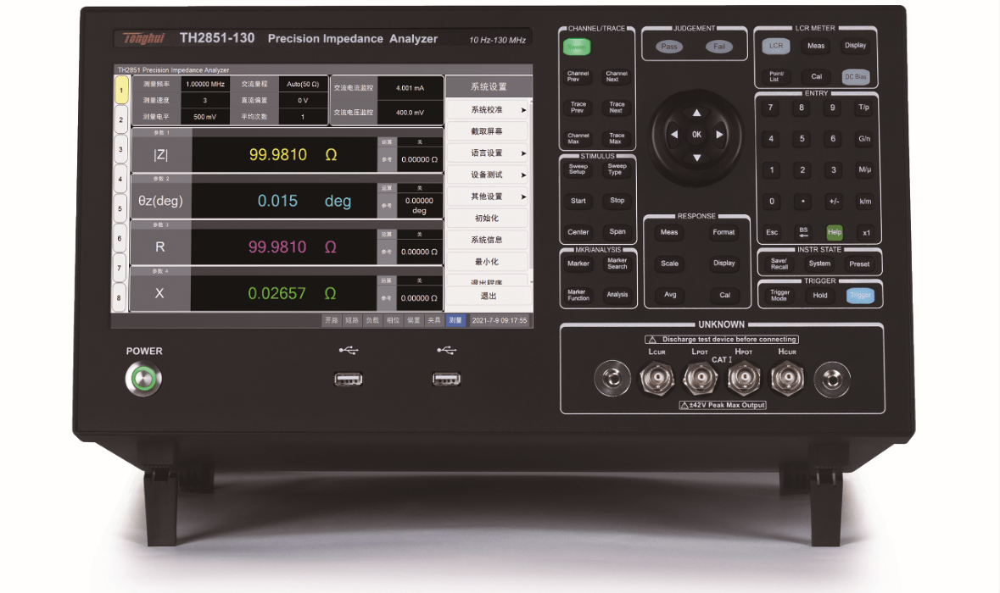 Tonghui TH2851-130 Precision Impedance Analyzer 10 Hz-130 MHz
TH2851 Precision Impedance Analyzer
1
2
3
4
5
6
7
8
测量频率 1.00000 MHz 交流量程 Auto(50 Ω) 交流电流监控 4.001 mA
测量速度 3 直流偏置 0 V
测量电平 500 mV 平均次数 1 交流电压监控 400.0 mV
参数 1
|Z| 99.9810 Ω
运算 关
参考 0.00000 Ω
参数 2
θz(deg) 0.015 deg
运算 关
参考 0.00000 deg
参数 3
R 99.9810 Ω
运算 关
参考 0.00000 Ω
参数 4
X 0.02657 Ω
运算 关
参考 0.00000 Ω
系统设置
系统校准
截取屏幕
语言设置
设备测试
其他设置
初始化
系统信息
最小化
退出程序
退出
开路 短路 负载 相位 偏置 夹具 测量 2021-7-9 09:17:55
POWER
CHANNEL/TRACE
Channel Prev
Channel Next
Trace Prev
Trace Next
Channel Max
Trace Max
STIMULUS
Sweep Setup
Sweep Type
Start Stop
Center Span
MKR/ANALYSIS
Marker
Marker Search
Marker Function
Analysis
JUDGEMENT
Pass Fail
OK
RESPONSE
Meas Format
Scale Display
Avg Cal
LCR METER
LCR Meas Display
Point/List Cal DC Bias
ENTRY
7 8 9 T/p
4 5 6 G/n
1 2 3 M/μ
0 • +/- k/m
Esc BS Help x1
INSTR STATE
Save/Recall System Preset
TRIGGER
Trigger Mode Hold Trigger
UNKNOWN
Discharge test device before connecting
LCUR LPOT HPOT HCUR
CAT I
±42V Peak Max Output